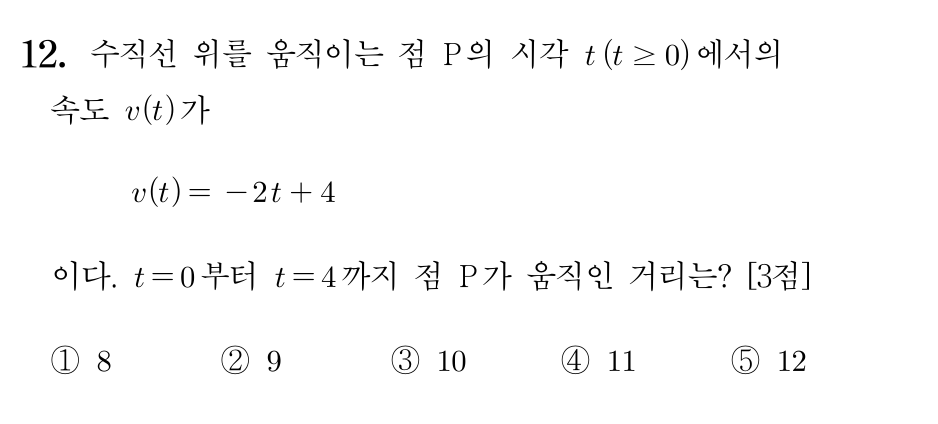 12. 수직선 위를 움직이는 점 P의 시각 t(t ≥ 0)에서의
속도 v(t)가
v(t) = −2t + 4
이다. t=0부터 t=4까지 점 P가 움직인 거리는? [3점]
① 8 ② 9 ③ 10 ④ 11 ⑤ 12